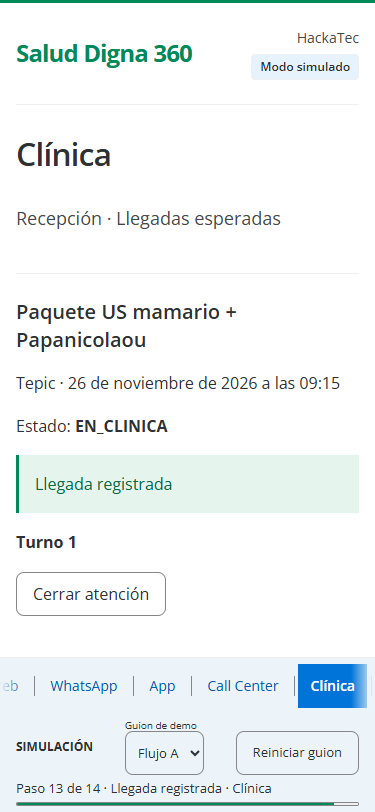 Salud Digna 360
HackaTec
Modo simulado
Clínica
Recepción · Llegadas esperadas
Paquete US mamario +
Papanicolaou
Tepic · 26 de noviembre de 2026 a las 09:15
Estado: EN_CLINICA
Llegada registrada
Turno 1
Cerrar atención
eb WhatsApp App Call Center Clínica
Guion de demo
SIMULACIÓN Flujo A Reiniciar guion
Paso 13 de 14 · Llegada registrada · Clínica